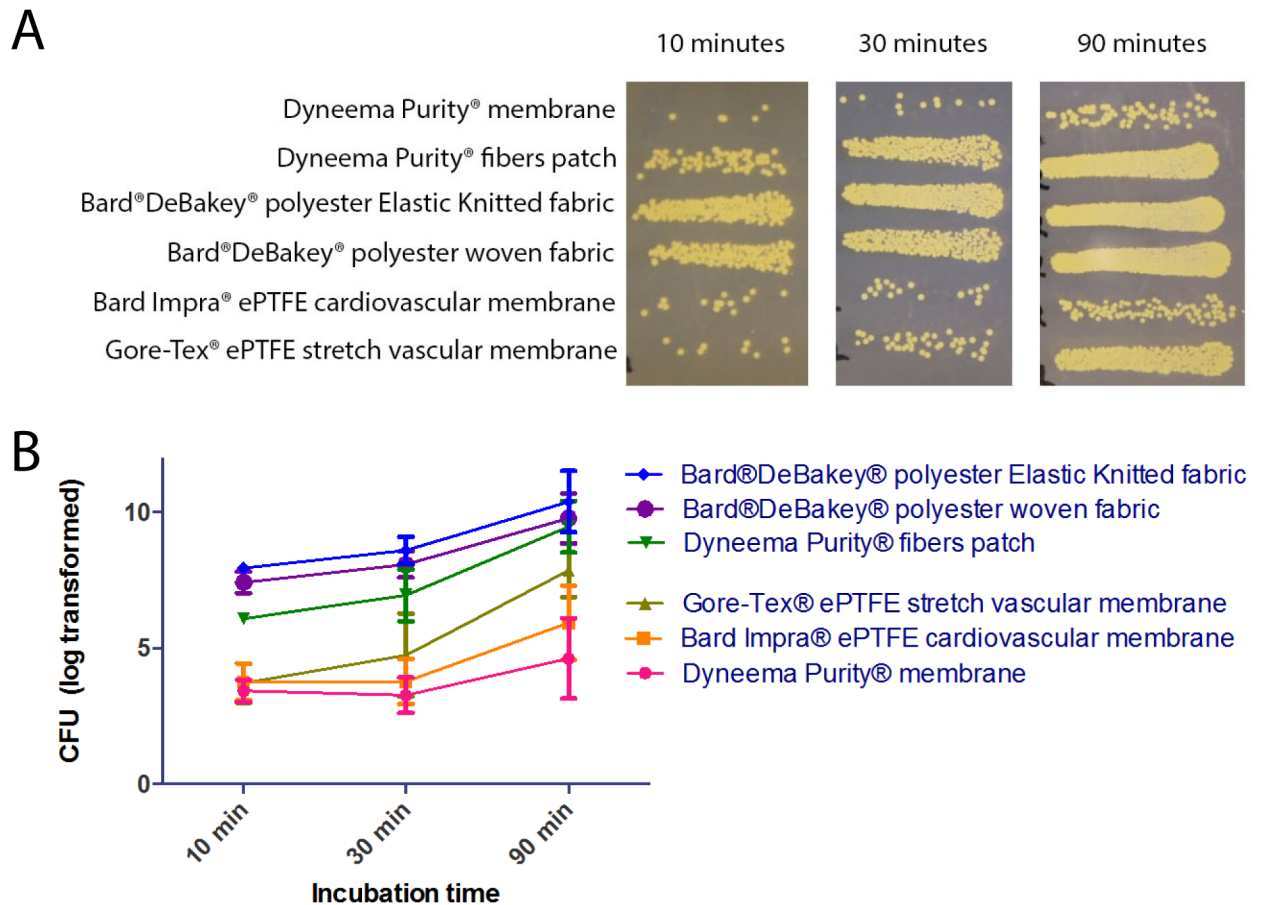 A
10 minutes 30 minutes 90 minutes
Dyneema Purity® membrane
Dyneema Purity® fibers patch
Bard®DeBakey® polyester Elastic Knitted fabric
Bard®DeBakey® polyester woven fabric
Bard Impra® ePTFE cardiovascular membrane
Gore-Tex® ePTFE stretch vascular membrane
B
CFU (log transformed)
10
5
0
10 min 30 min 90 min
Incubation time
Bard®DeBakey® polyester Elastic Knitted fabric
Bard®DeBakey® polyester woven fabric
Dyneema Purity® fibers patch
Gore-Tex® ePTFE stretch vascular membrane
Bard Impra® ePTFE cardiovascular membrane
Dyneema Purity® membrane